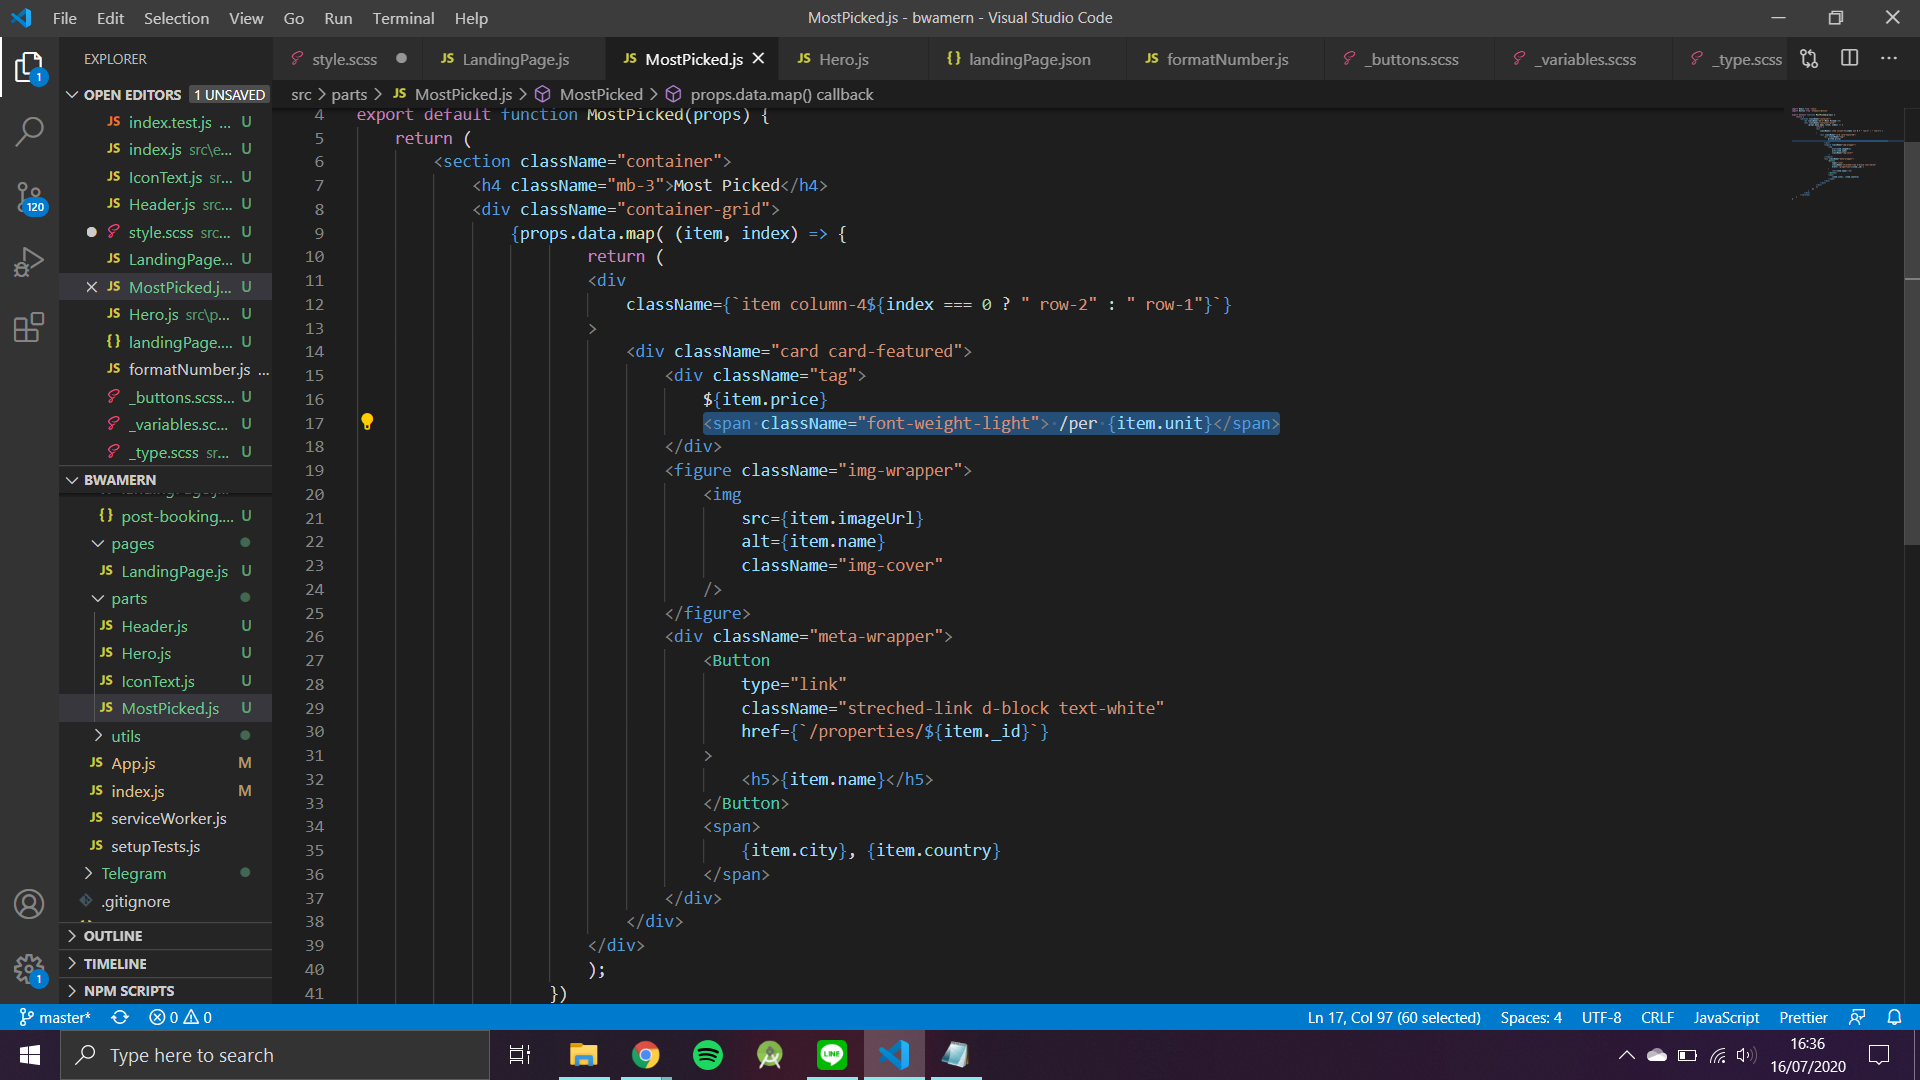 File Edit Selection View Go Run Terminal Help
MostPicked.js - bwamern - Visual Studio Code
EXPLORER
style.scss
JS LandingPage.js
JS MostPicked.js
JS Hero.js
{} landingPage.json
JS formatNumber.js
_buttons.scss
_variables.scss
_type.scss
src > parts > JS MostPicked.js > MostPicked > props.data.map() callback
OPEN EDITORS 1 UNSAVED
JS index.test.js ... U
JS index.js src\e... U
JS IconText.js sr... U
JS Header.js src... U
style.scss src... U
JS LandingPage... U
JS MostPicked.j... U
JS Hero.js src\p... U
{} landingPage.... U
JS formatNumber.js ...
_buttons.scss... U
_variables.sc... U
_type.scss sr... U
BWAMERN
{} post-booking.... U
pages
JS LandingPage.js U
parts
JS Header.js U
JS Hero.js U
JS IconText.js U
JS MostPicked.js U
utils
JS App.js M
JS index.js M
JS serviceWorker.js
JS setupTests.js
Telegram
.gitignore
OUTLINE
TIMELINE
NPM SCRIPTS
1
120
1
4 export default function MostPicked(props) {
5 return (
6 <section className="container">
7 <h4 className="mb-3">Most Picked</h4>
8 <div className="container-grid">
9 {props.data.map( (item, index) => {
10 return (
11 <div
12 className={`item column-4${index === 0 ? " row-2" : " row-1"}`}
13 >
14 <div className="card card-featured">
15 <div className="tag">
16 ${item.price}
17 <span className="font-weight-light"> /per {item.unit}</span>
18 </div>
19 <figure className="img-wrapper">
20 <img
21 src={item.imageUrl}
22 alt={item.name}
23 className="img-cover"
24 />
25 </figure>
26 <div className="meta-wrapper">
27 <Button
28 type="link"
29 className="streched-link d-block text-white"
30 href={`/properties/${item._id}`}
31 >
32 <h5>{item.name}</h5>
33 </Button>
34 <span>
35 {item.city}, {item.country}
36 </span>
37 </div>
38 </div>
39 </div>
40 );
41 })
master* 0 0
Ln 17, Col 97 (60 selected) Spaces: 4 UTF-8 CRLF JavaScript Prettier
Type here to search
LINE
16:36
16/07/2020